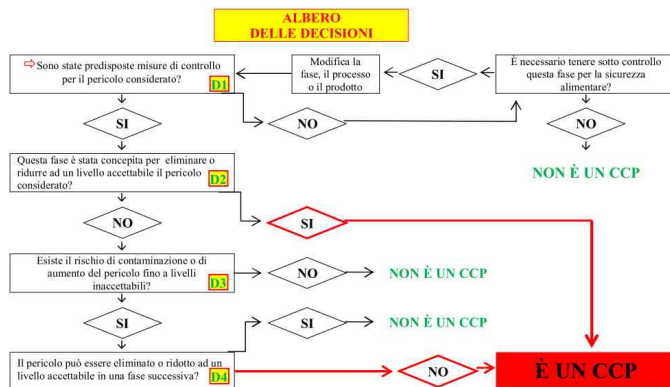 ALBERO
DELLE DECISIONI
⇨Sono state predisposte misure di controllo
per il pericolo considerato?
D1
Modifica la
fase, il processo
o il prodotto
SI
È necessario tenere sotto controllo
questa fase per la sicurezza
alimentare?
SI
NO
NO
NON È UN CCP
Questa fase è stata concepita per eliminare o
ridurre ad un livello accettabile il pericolo
considerato?
D2
NO
SI
Esiste il rischio di contaminazione o di
aumento del pericolo fino a livelli
inaccettabili?
D3
NO
NON È UN CCP
SI
SI
NON È UN CCP
Il pericolo può essere eliminato o ridotto ad un
livello accettabile in una fase successiva?
D4
NO
È UN CCP